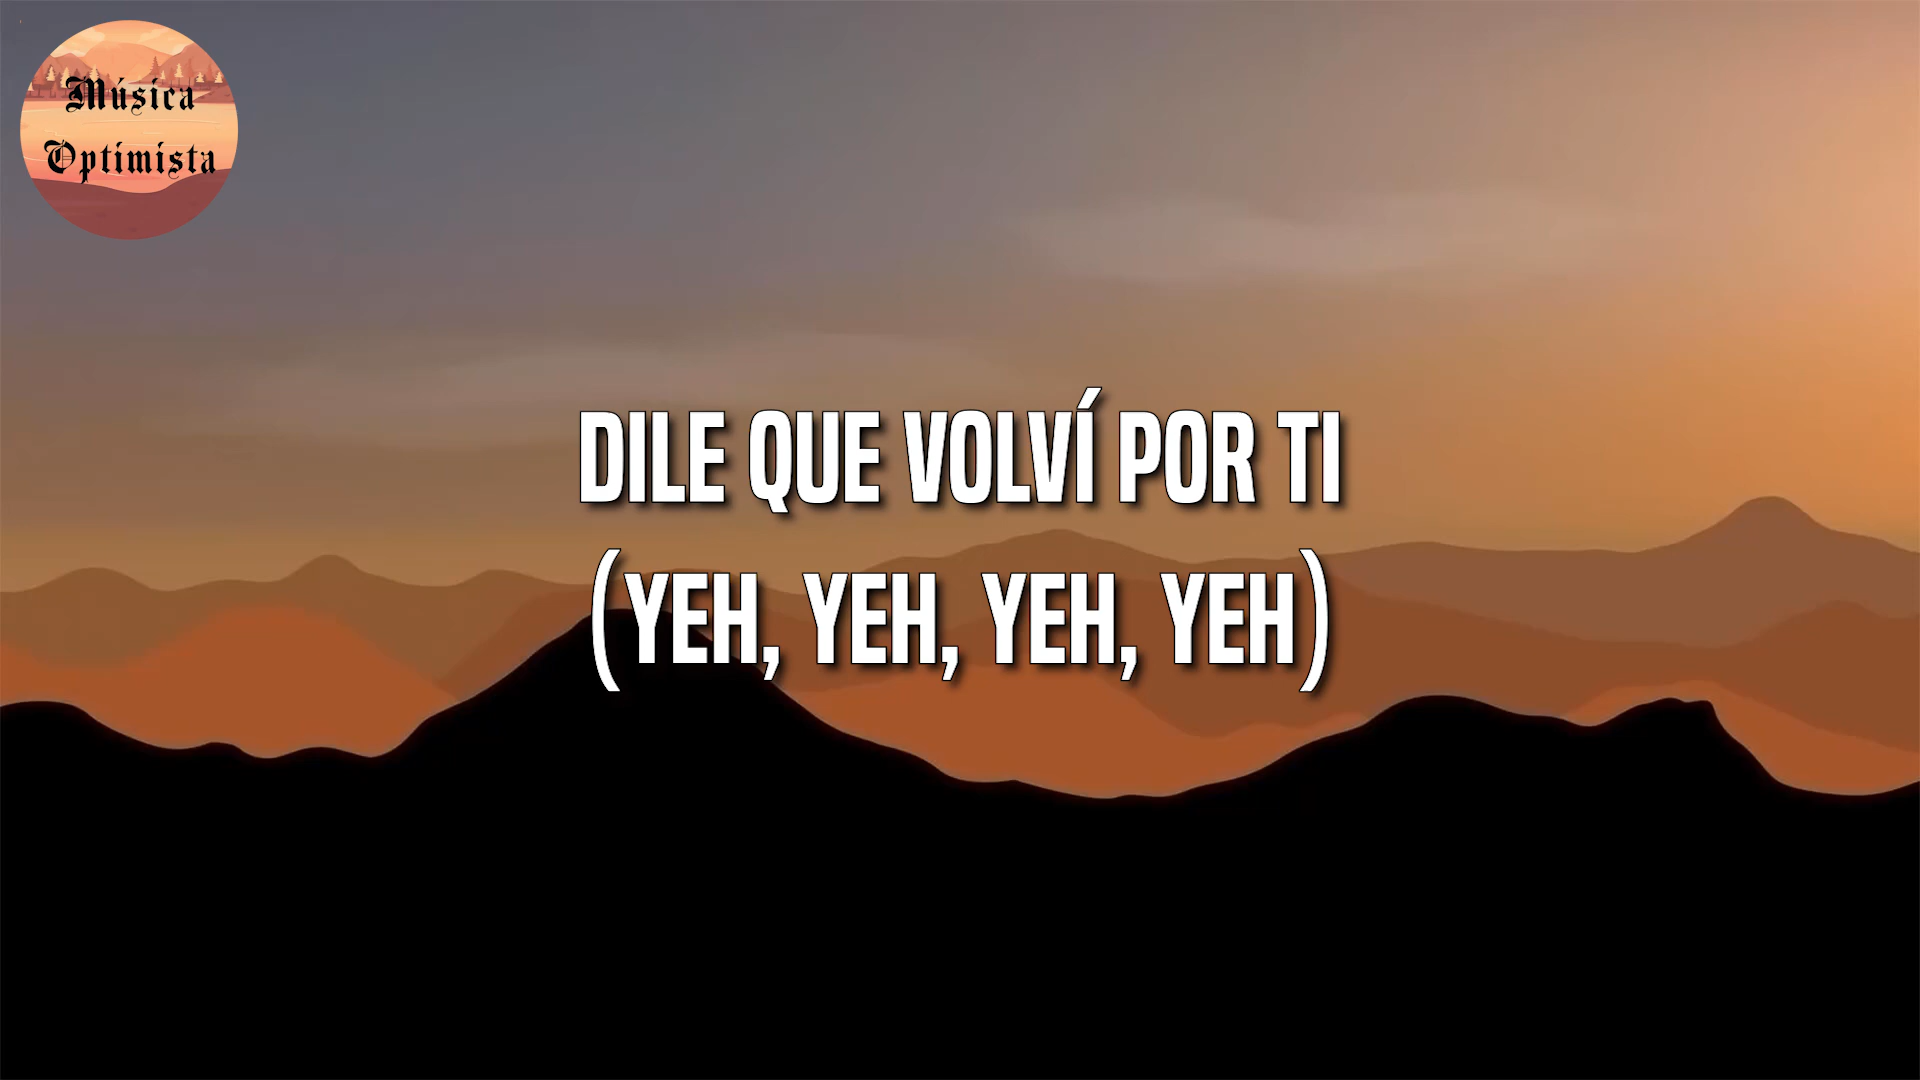 Música
Optimista
DILE QUE VOLVÍ POR TI
(YEH, YEH, YEH, YEH)